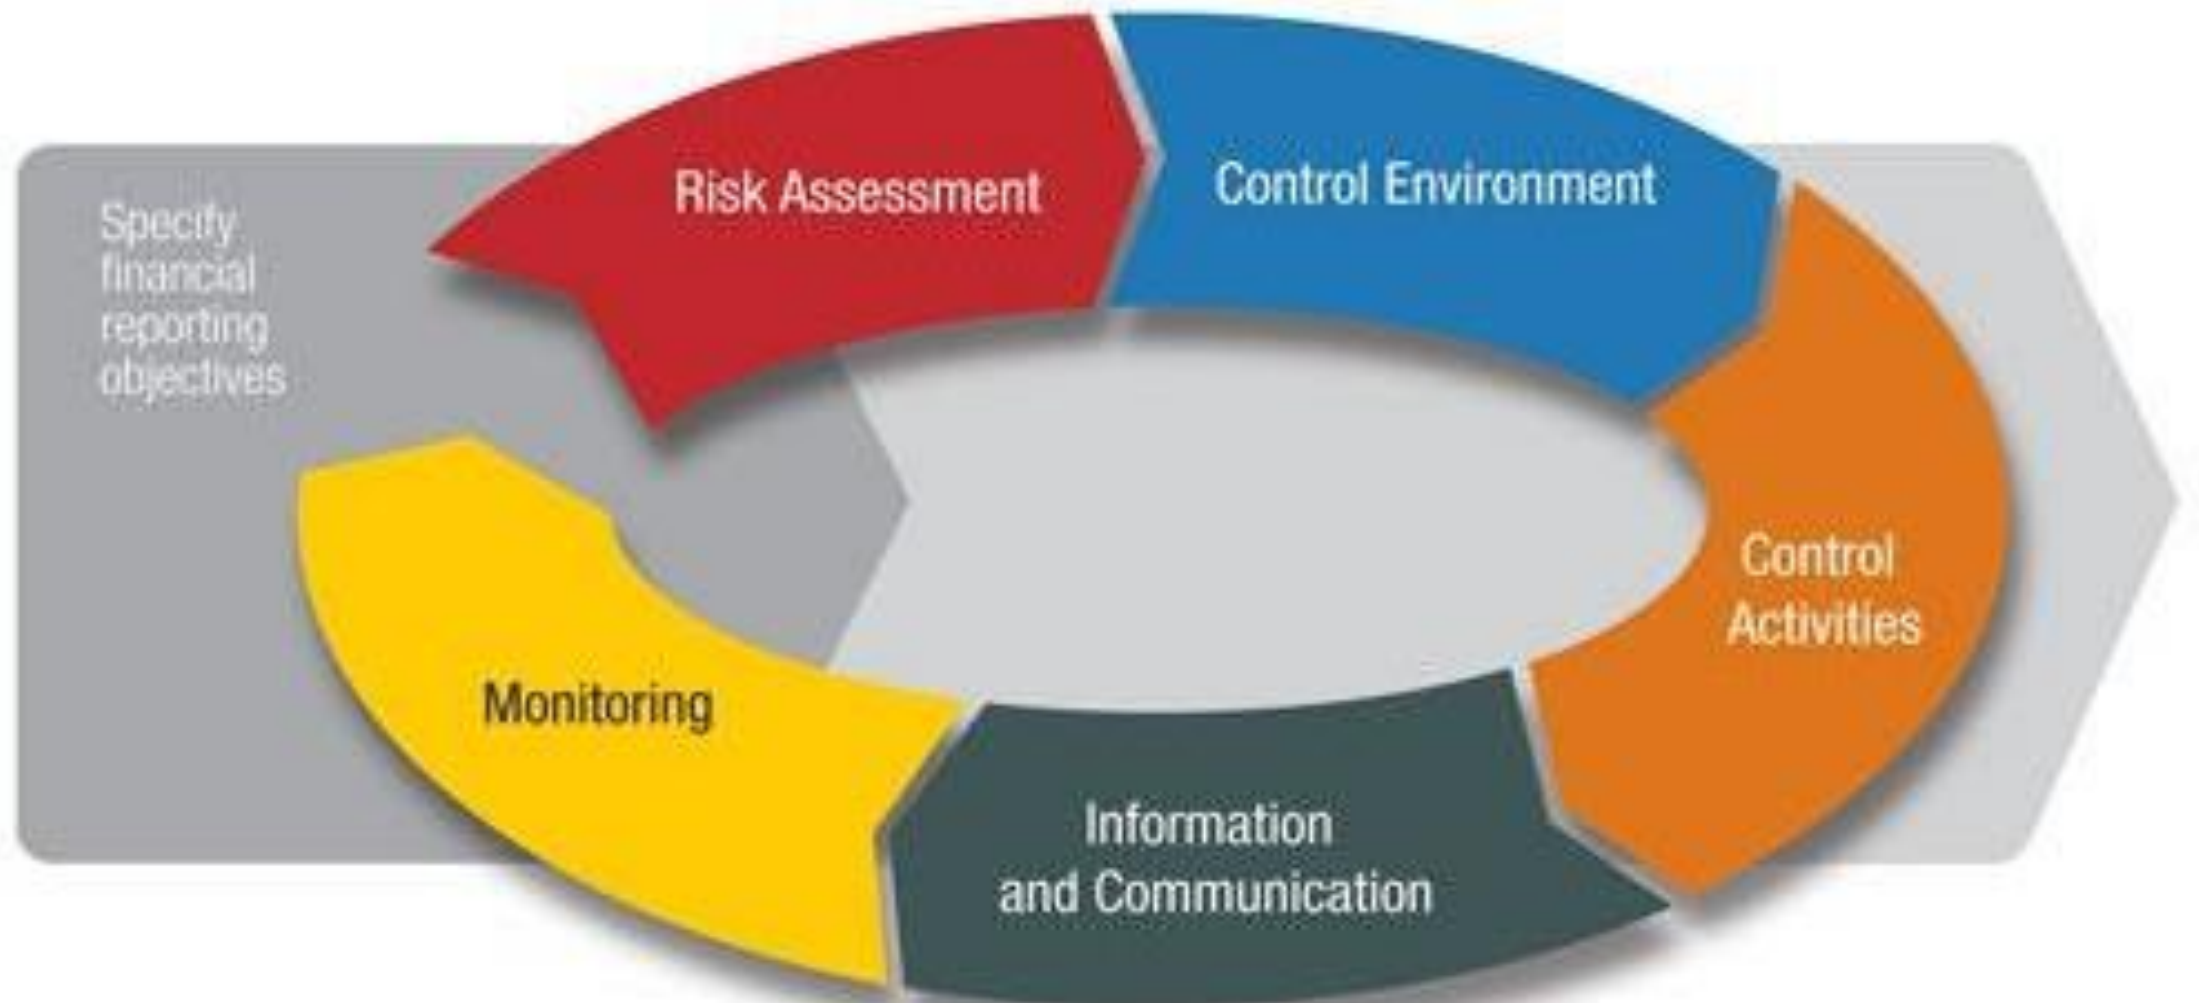 Specify
financial
reporting
objectives
Risk Assessment
Control Environment
Control
Activities
Information
and Communication
Monitoring